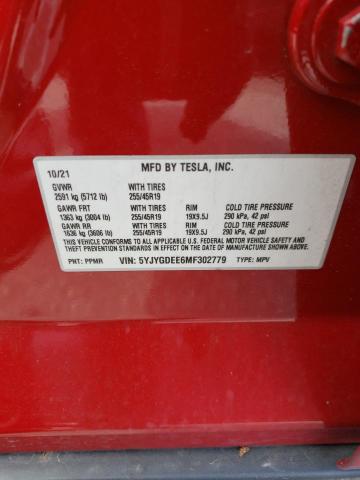 10/21 MFD BY TESLA, INC.
GVWR WITH TIRES
2591 kg (5712 lb) 255/45R19
GAWR FRT WITH TIRES RIM COLD TIRE PRESSURE
1363 kg (3004 lb) 255/45R19 19X9.5J 290 kPa, 42 psi
GAWR RR WITH TIRES RIM COLD TIRE PRESSURE
1636 kg (3606 lb) 255/45R19 19X9.5J 290 kPa, 42 psi
THIS VEHICLE CONFORMS TO ALL APPLICABLE U.S. FEDERAL MOTOR VEHICLE SAFETY AND
THEFT PREVENTION STANDARDS IN EFFECT ON THE DATE OF MANUFACTURE SHOWN ABOVE.
PNT: PPMR VIN: 5YJYGDEE6MF302779 TYPE: MPV